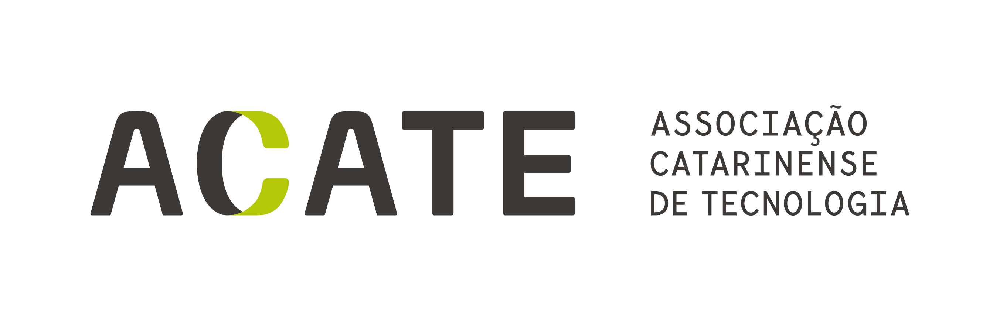 ACATE
ASSOCIAÇÃO
CATARINENSE
DE TECNOLOGIA